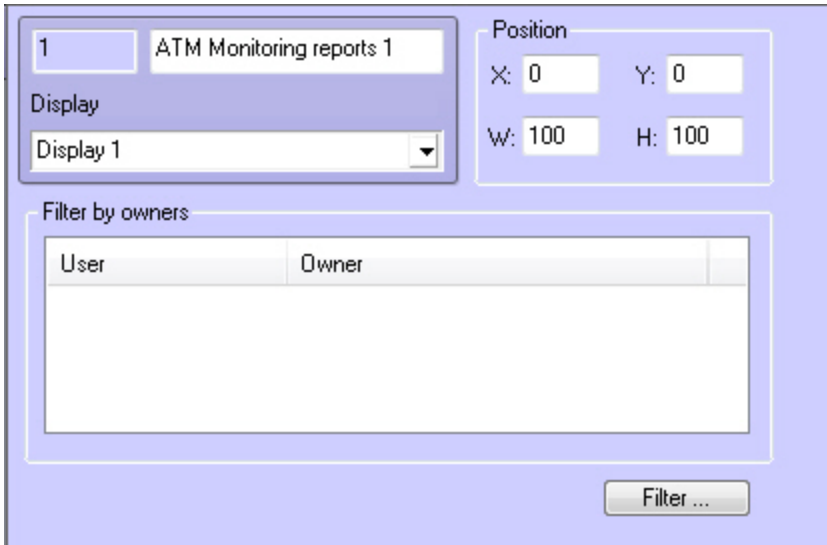 1
ATM Monitoring reports 1
Display
Display 1
Position
X: 0 Y: 0
W: 100 H: 100
Filter by owners
User Owner
Filter ...